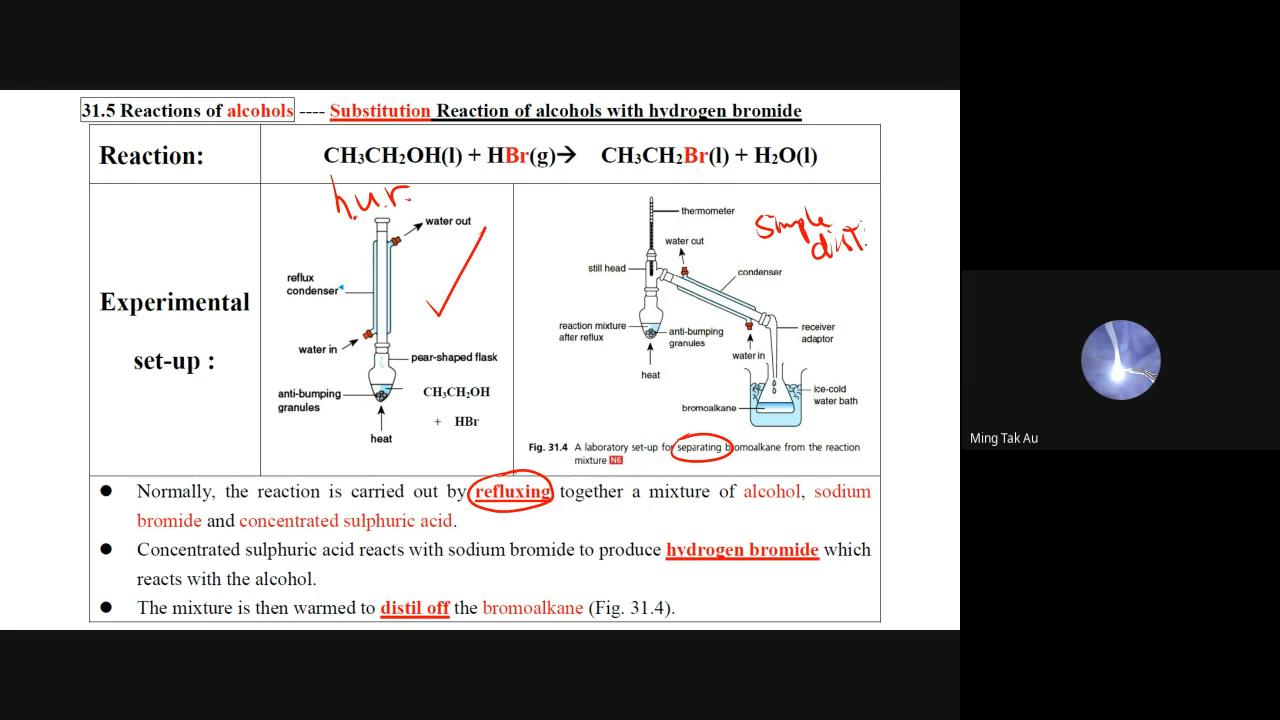 31.5 Reactions of alcohols ---- Substitution Reaction of alcohols with hydrogen bromide
Reaction:
CH₃CH₂OH(l) + HBr(g)→ CH₃CH₂Br(l) + H₂O(l)
Experimental
set-up :
h.u.r.
water out
reflux
condenser
water in
pear-shaped flask
anti-bumping
granules
CH₃CH₂OH
+ HBr
heat
simple
dist.
thermometer
water out
still head
condenser
reaction mixture
after reflux
anti-bumping
granules
receiver
adaptor
water in
heat
ice-cold
water bath
bromoalkane
Fig. 31.4 A laboratory set-up for separating bromoalkane from the reaction
mixture N6
● Normally, the reaction is carried out by refluxing together a mixture of alcohol, sodium
bromide and concentrated sulphuric acid.
● Concentrated sulphuric acid reacts with sodium bromide to produce hydrogen bromide which
reacts with the alcohol.
● The mixture is then warmed to distil off the bromoalkane (Fig. 31.4).
Ming Tak Au